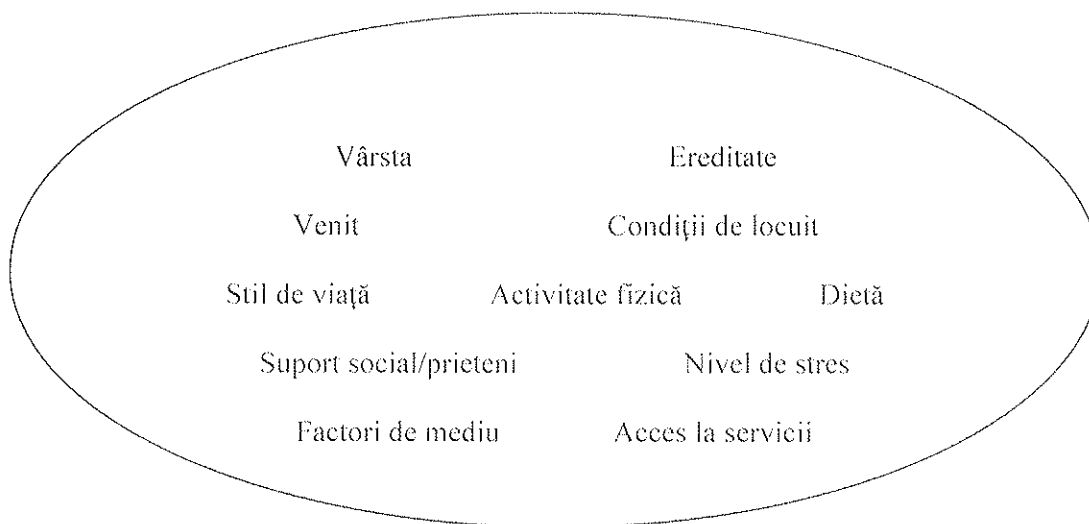 Vârsta Ereditate
Venit Condiţii de locuit
Stil de viaţă Activitate fizică Dietă
Suport social/prieteni Nivel de stres
Factori de mediu Acces la servicii